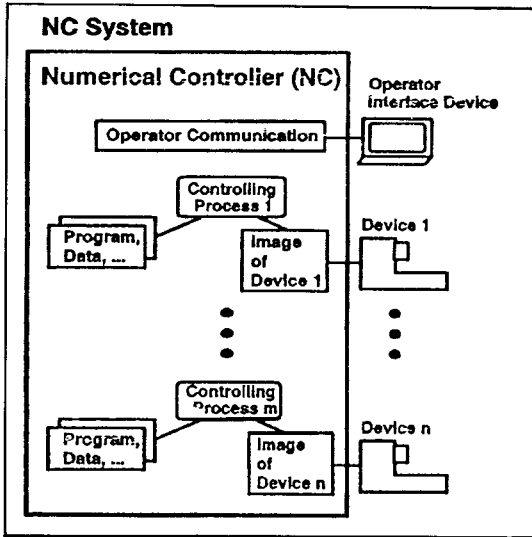 NC System
Numerical Controller (NC)
Operator
Interface Device
Operator Communication
Controlling
Process 1
Program,
Data, ...
Image
of
Device 1
Device 1
Controlling
Process m
Program,
Data, ...
Image
of
Device n
Device n